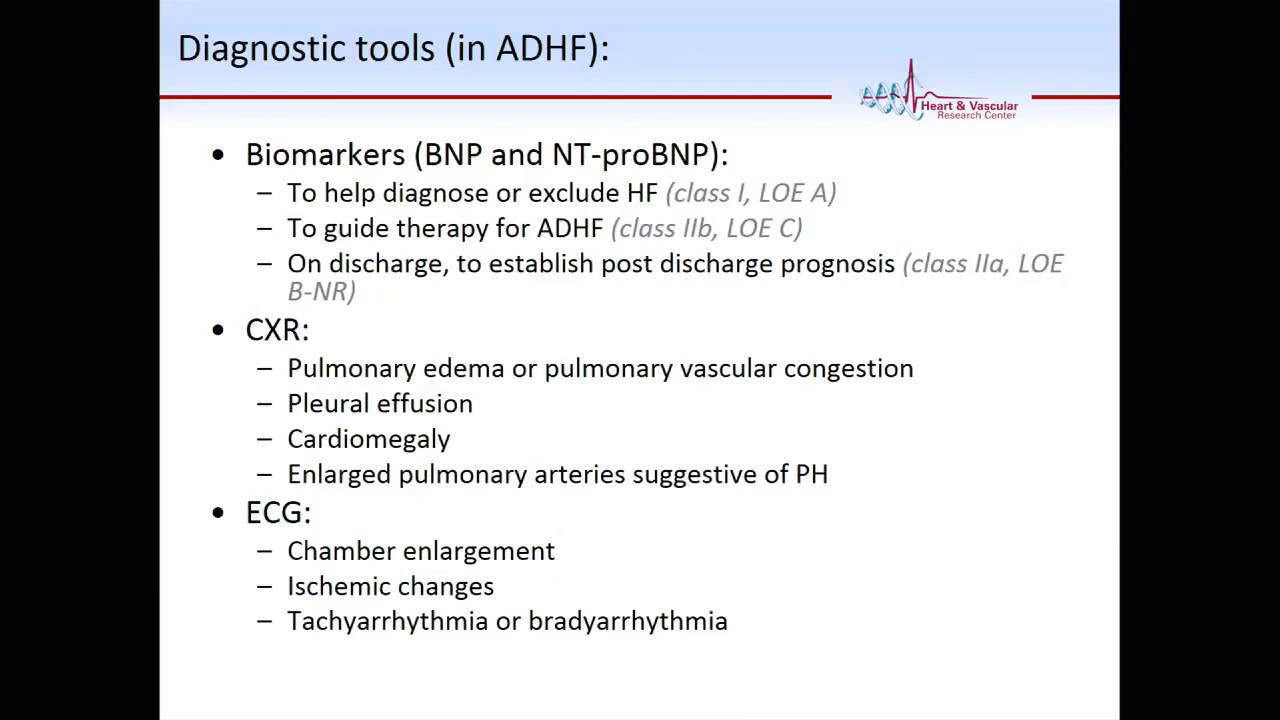 Diagnostic tools (in ADHF):
Heart & Vascular
Research Center
• Biomarkers (BNP and NT-proBNP):
– To help diagnose or exclude HF (class I, LOE A)
– To guide therapy for ADHF (class IIb, LOE C)
– On discharge, to establish post discharge prognosis (class IIa, LOE
B-NR)
• CXR:
– Pulmonary edema or pulmonary vascular congestion
– Pleural effusion
– Cardiomegaly
– Enlarged pulmonary arteries suggestive of PH
• ECG:
– Chamber enlargement
– Ischemic changes
– Tachyarrhythmia or bradyarrhythmia